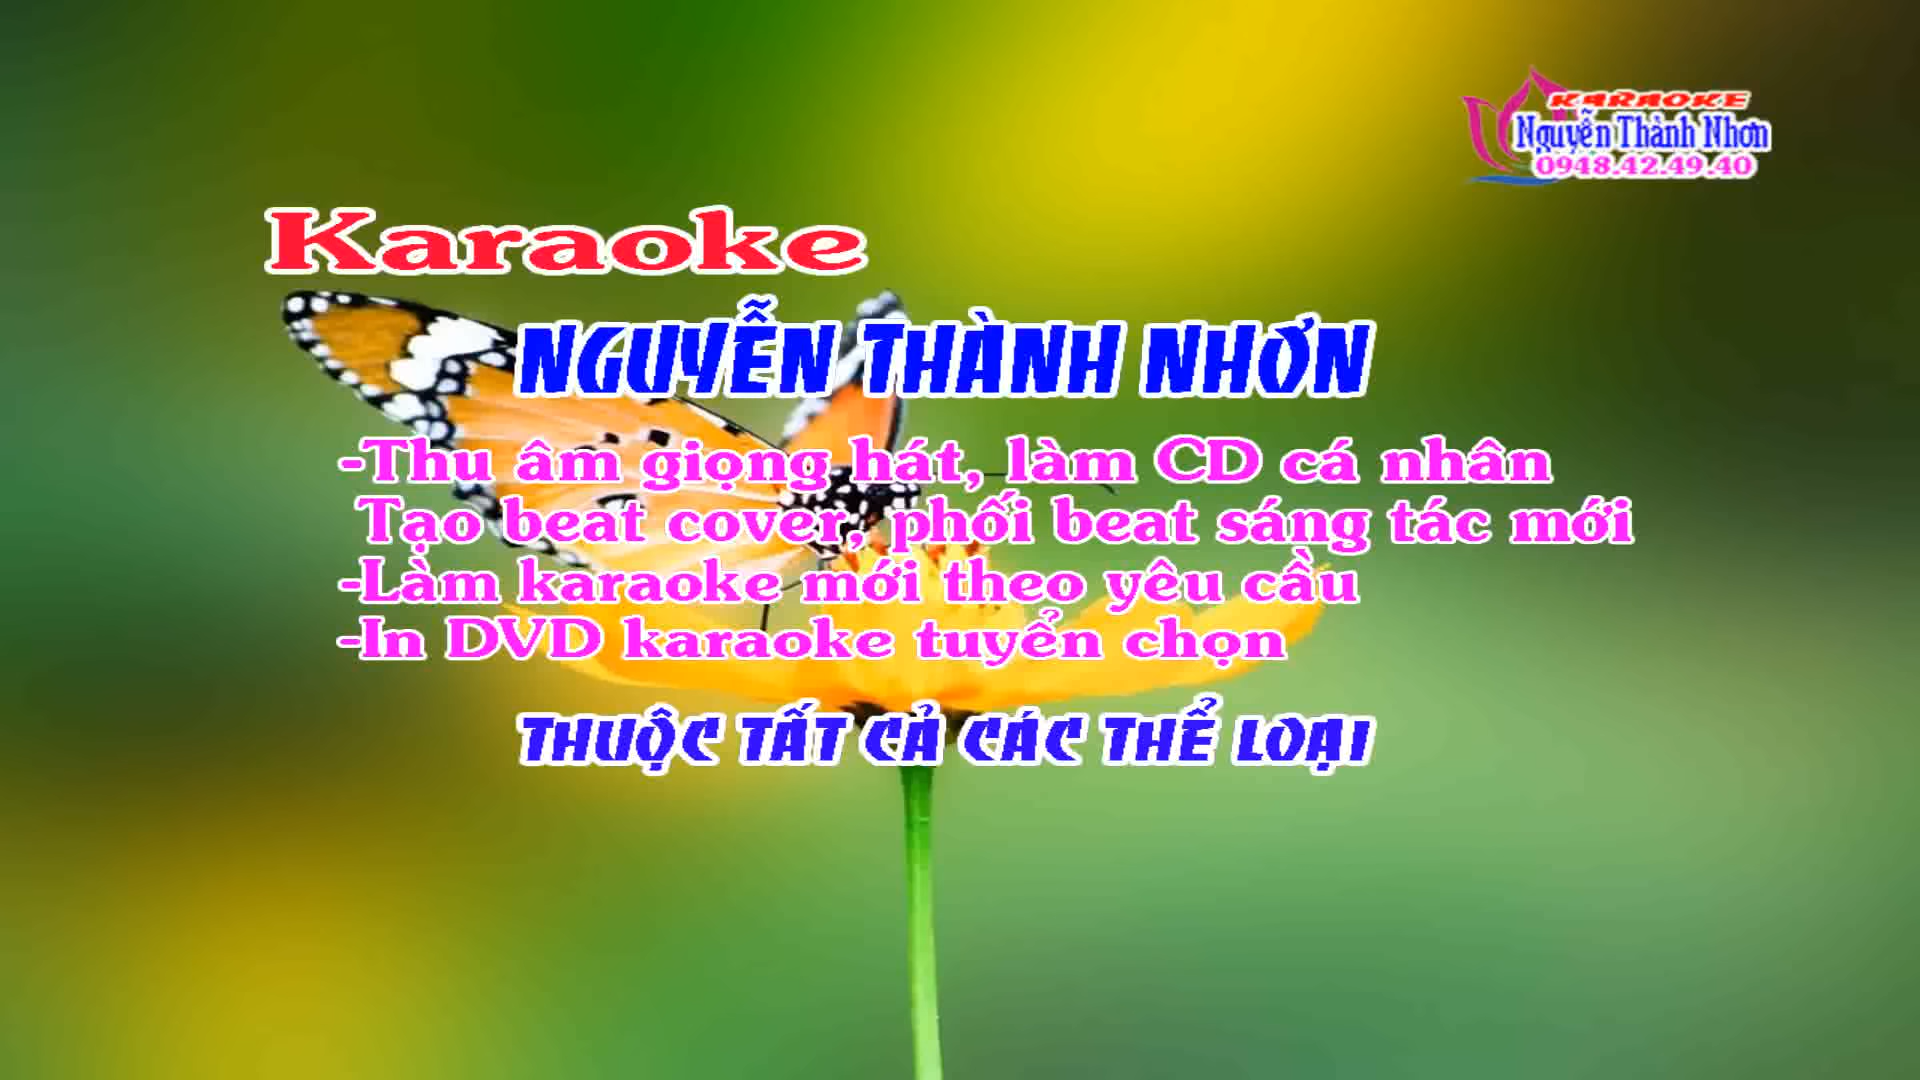 KARAOKE
Nguyễn Thành Nhơn
0948.42.49.40
Karaoke
NGUYỄN THÀNH NHƠN
-Thu âm giọng hát, làm CD cá nhân
Tạo beat cover, phối beat sáng tác mới
-Làm karaoke mới theo yêu cầu
-In DVD karaoke tuyển chọn
THUỘC TẤT CẢ CÁC THỂ LOẠI